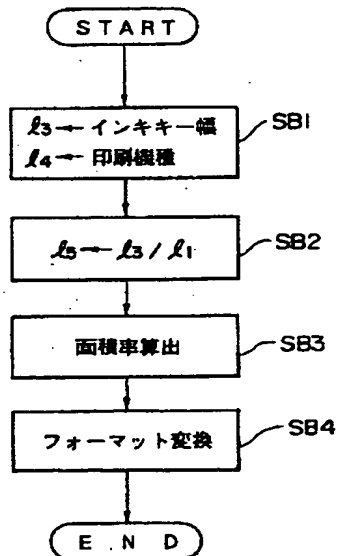 START
ℓ3←インキキー幅
ℓ4←印刷機種
SB1
ℓ5←ℓ3/ℓ1
SB2
面積率算出
SB3
フォーマット変換
SB4
END